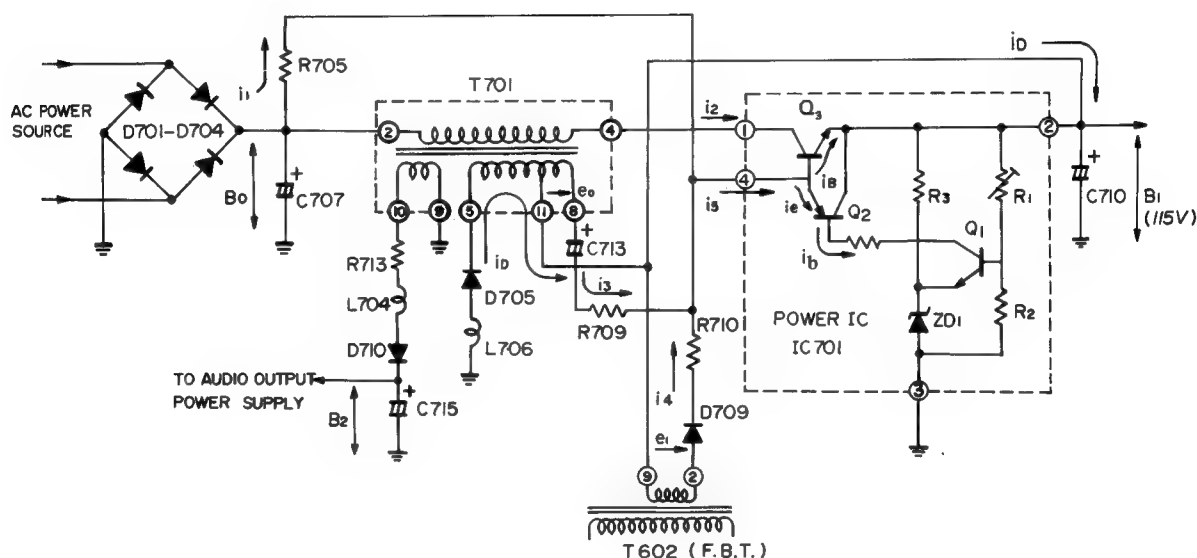 AC POWER
SOURCE
D701-D704
i1
R705
B0
+
C707
T701
2
4
10
9
5
11
8
e0
R713
L704
D710
TO AUDIO OUTPUT
POWER SUPPLY
B2
+
C715
iD
D705
L706
+
C713
i3
R709
R710
i4
D709
e1
9
2
T602 (F.B.T.)
i2
1
i5
4
Q3
iB
ie
Q2
ib
R3
R1
Q1
ZD1
R2
POWER IC
IC701
3
2
iD
+
C710
B1
(115V)